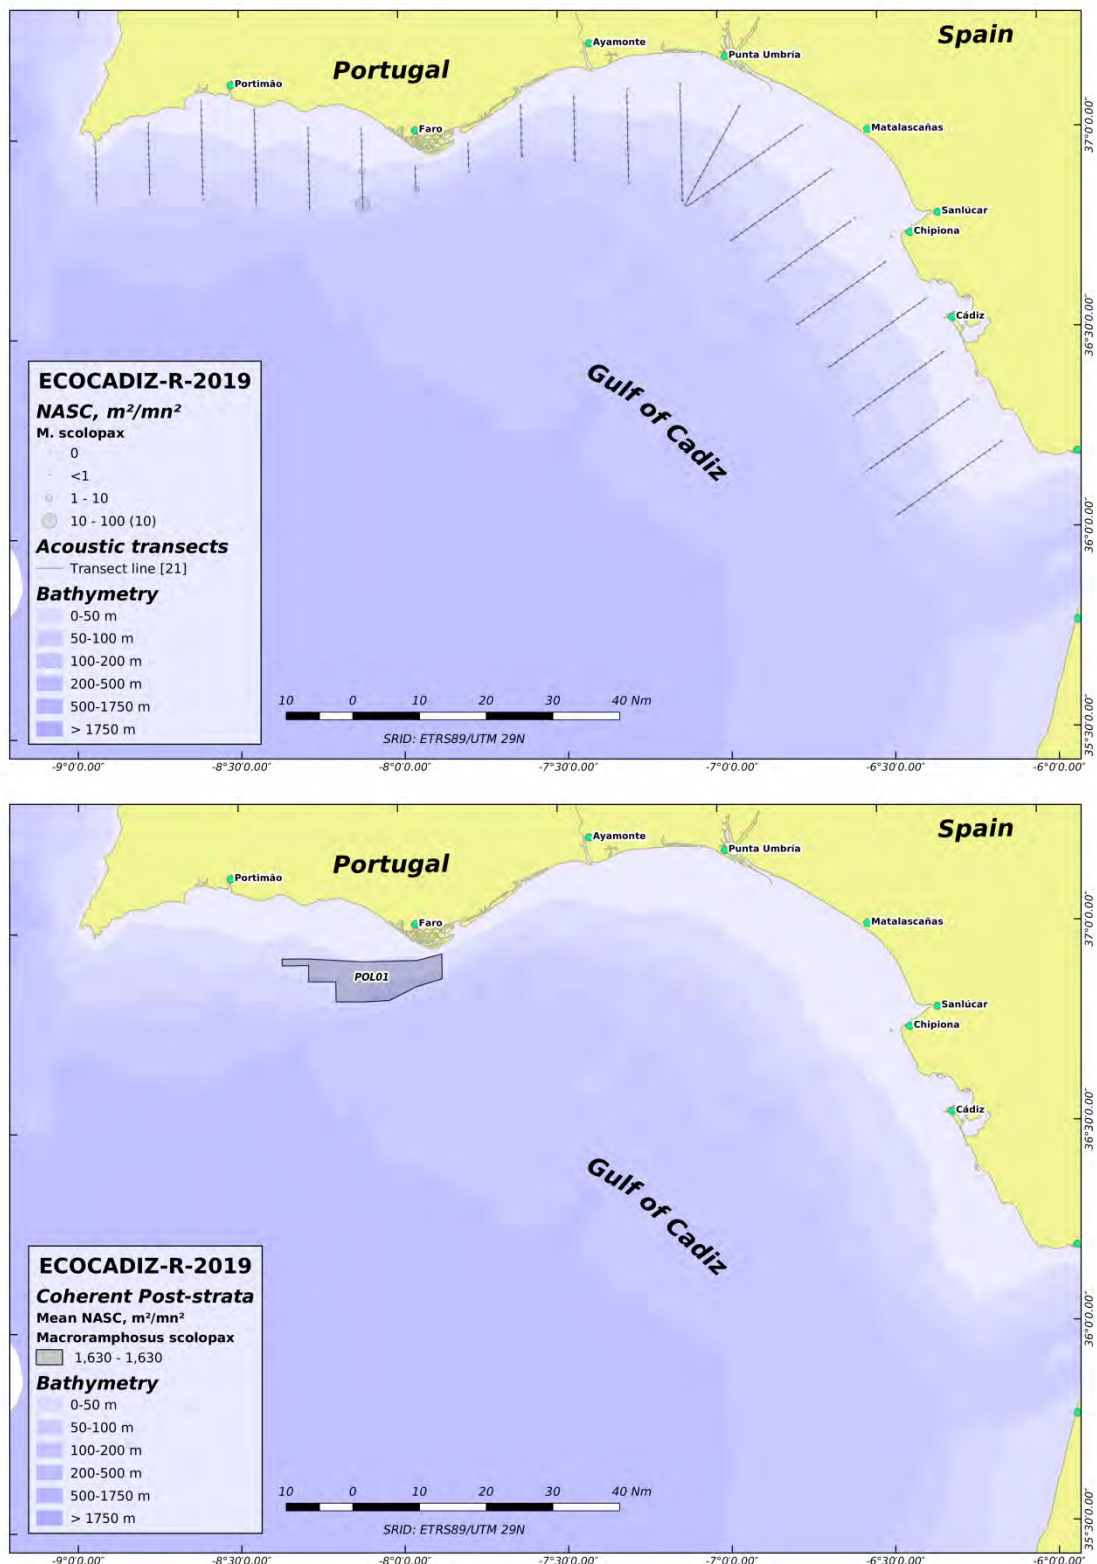 Spain
Portugal
Ayamonte
Punta Umbría
Portimão
Faro
Matalascañas
Sanlúcar
Chipiona
Cádiz
Gulf of Cadiz
ECOCADIZ-R-2019
NASC, m²/mn²
M. scolopax
0
<1
1 - 10
10 - 100 (10)
Acoustic transects
Transect line [21]
Bathymetry
0-50 m
50-100 m
100-200 m
200-500 m
500-1750 m
> 1750 m
10 0 10 20 30 40 Nm
SRID: ETRS89/UTM 29N
37°0'0.00″
36°30'0.00″
36°0'0.00″
35°30'0.00″
-9°0'0.00″ -8°30'0.00″ -8°0'0.00″ -7°30'0.00″ -7°0'0.00″ -6°30'0.00″ -6°0'0.00″
Spain
Portugal
Ayamonte
Punta Umbría
Portimão
Faro
Matalascañas
POL01
Sanlúcar
Chipiona
Cádiz
Gulf of Cadiz
ECOCADIZ-R-2019
Coherent Post-strata
Mean NASC, m²/mn²
Macroramphosus scolopax
1,630 - 1,630
Bathymetry
0-50 m
50-100 m
100-200 m
200-500 m
500-1750 m
> 1750 m
10 0 10 20 30 40 Nm
SRID: ETRS89/UTM 29N
37°0'0.00″
36°30'0.00″
36°0'0.00″
35°30'0.00″
-9°0'0.00″ -8°30'0.00″ -8°0'0.00″ -7°30'0.00″ -7°0'0.00″ -6°30'0.00″ -6°0'0.00″